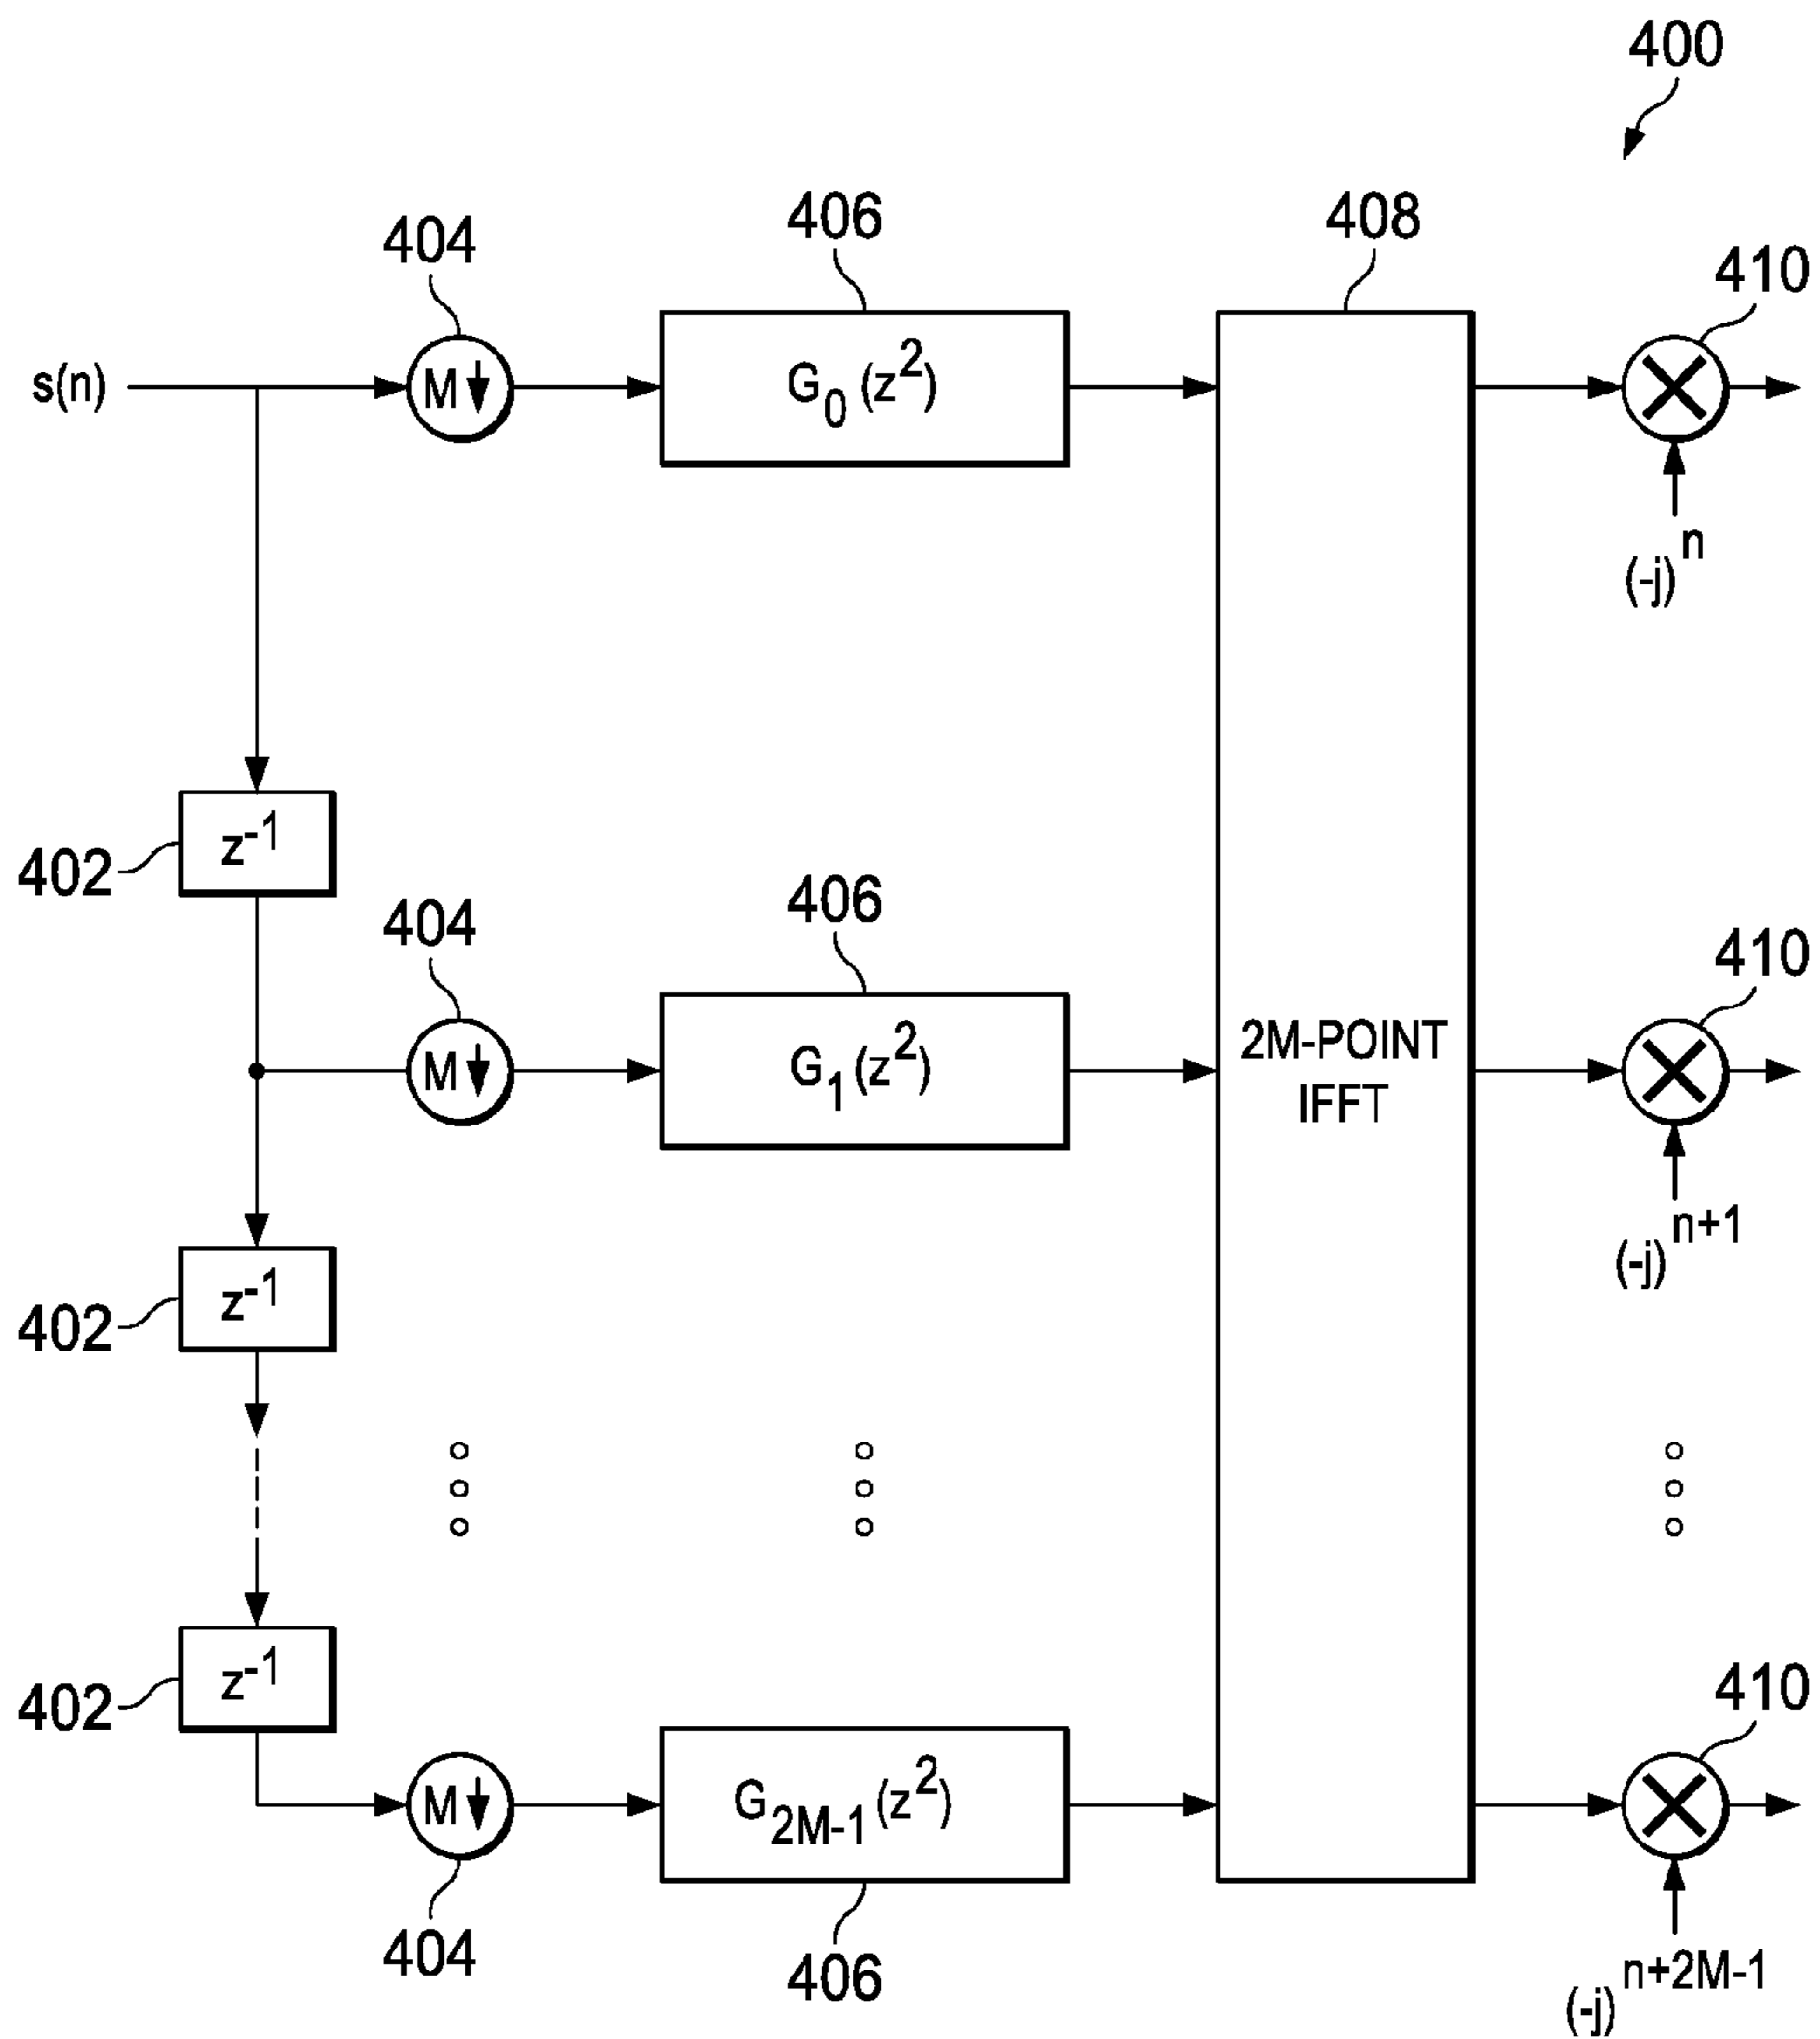 400
404
406
408
410
s(n)
M↓
G₀(z²)
(-j)ⁿ
z⁻¹
402
404
406
410
M↓
G₁(z²)
2M-POINT
IFFT
(-j)ⁿ⁺¹
z⁻¹
402
z⁻¹
402
410
M↓
G₂M₋₁(z²)
404
406
(-j)ⁿ⁺²ᴹ⁻¹